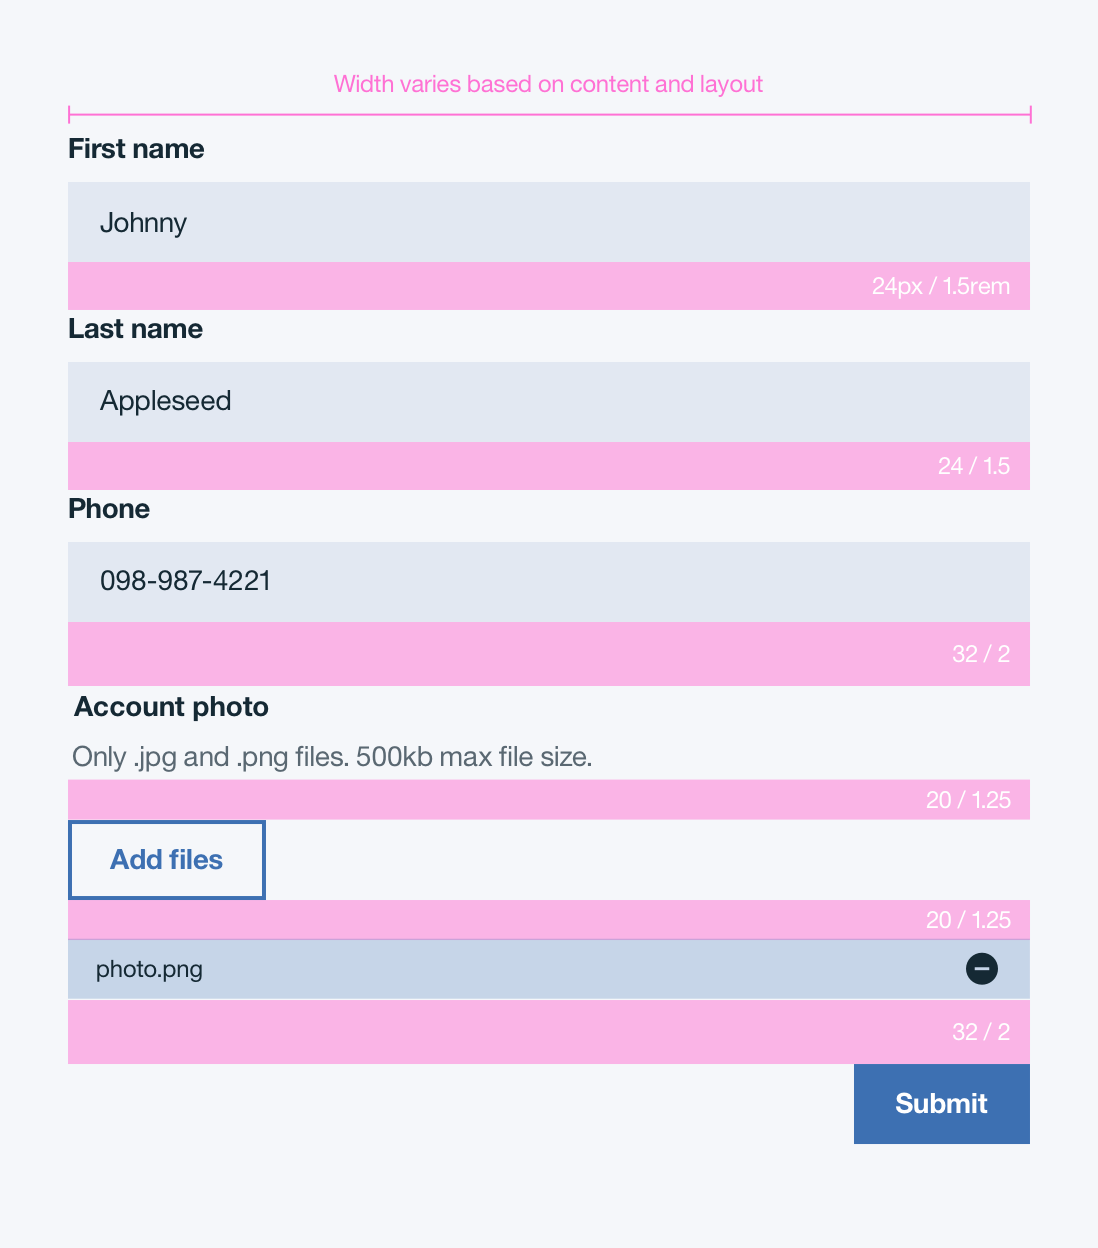 Width varies based on content and layout
First name
Johnny
24px / 1.5rem
Last name
Appleseed
24 / 1.5
Phone
098-987-4221
32 / 2
Account photo
Only .jpg and .png files. 500kb max file size.
20 / 1.25
Add files
20 / 1.25
photo.png
32 / 2
Submit